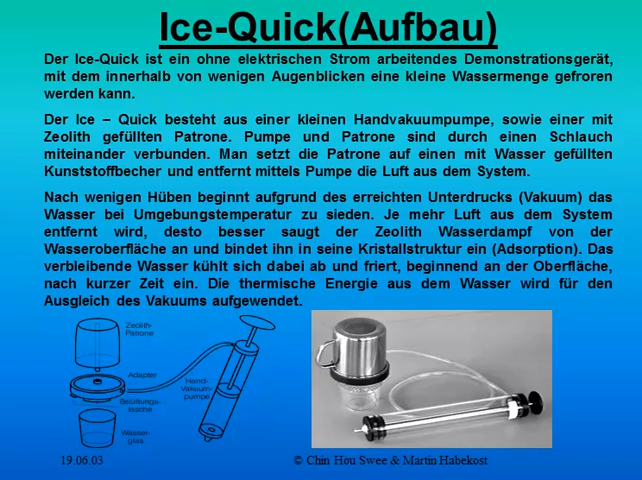 Ice-Quick(Aufbau)
Der Ice-Quick ist ein ohne elektrischen Strom arbeitendes Demonstrationsgerät,
mit dem innerhalb von wenigen Augenblicken eine kleine Wassermenge gefroren
werden kann.
Der Ice – Quick besteht aus einer kleinen Handvakuumpumpe, sowie einer mit
Zeolith gefüllten Patrone. Pumpe und Patrone sind durch einen Schlauch
miteinander verbunden. Man setzt die Patrone auf einen mit Wasser gefüllten
Kunststoffbecher und entfernt mittels Pumpe die Luft aus dem System.
Nach wenigen Hüben beginnt aufgrund des erreichten Unterdrucks (Vakuum) das
Wasser bei Umgebungstemperatur zu sieden. Je mehr Luft aus dem System
entfernt wird, desto besser saugt der Zeolith Wasserdampf von der
Wasseroberfläche an und bindet ihn in seine Kristallstruktur ein (Adsorption). Das
verbleibende Wasser kühlt sich dabei ab und friert, beginnend an der Oberfläche,
nach kurzer Zeit ein. Die thermische Energie aus dem Wasser wird für den
Ausgleich des Vakuums aufgewendet.
Zeolith-
Patrone
Adapter
Hand-
Vakuum-
pumpe
Belüftungs-
lasche
Wasser-
glas
19.06.03
© Chin Hou Swee & Martin Habekost